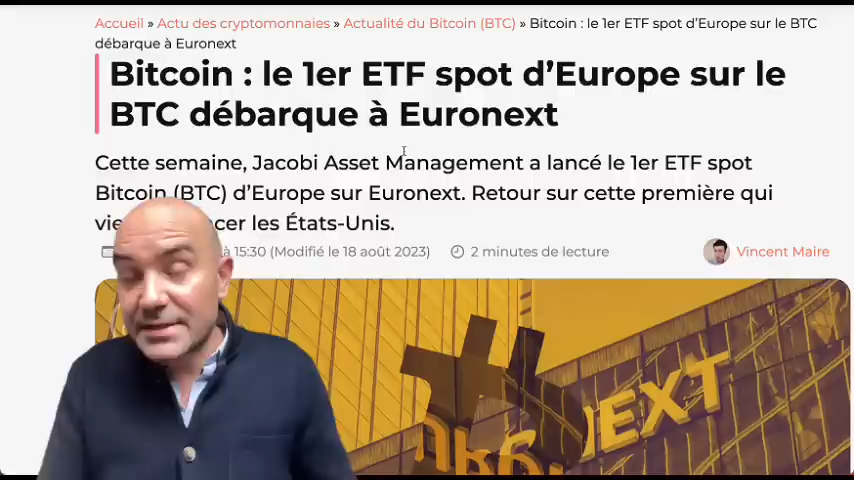 Accueil » Actu des cryptomonnaies » Actualité du Bitcoin (BTC) » Bitcoin : le 1er ETF spot d'Europe sur le BTC
débarque à Euronext
Bitcoin : le 1er ETF spot d'Europe sur le
BTC débarque à Euronext
Cette semaine, Jacobi Asset Management a lancé le 1er ETF spot
Bitcoin (BTC) d'Europe sur Euronext. Retour sur cette première qui
les États-Unis.
à 15:30 (Modifié le 18 août 2023)
2 minutes de lecture
Vincent Maire
EXT